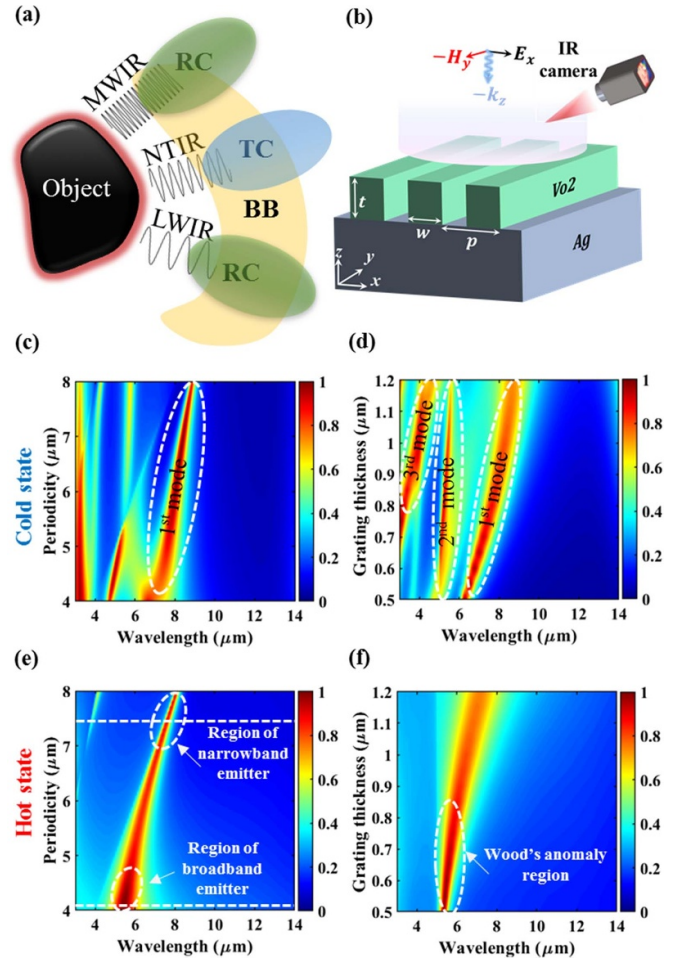 (a)
MWIR
RC
NTIR
TC
Object
BB
LWIR
RC
(b)
−Hy
Ex
IR
camera
−kz
t
w
p
Vo2
Ag
z
y
x
(c)
Cold state
Periodicity (μm)
8
7
6
5
4
1st mode
4 6 8 10 12 14
Wavelength (μm)
1
0.8
0.6
0.4
0.2
0
(d)
Grating thickness (μm)
1.2
1.1
1
0.9
0.8
0.7
0.6
0.5
3rd mode
2nd mode
1st mode
4 6 8 10 12 14
Wavelength (μm)
1
0.8
0.6
0.4
0.2
0
(e)
Hot state
Periodicity (μm)
8
7
6
5
4
Region of
narrowband
emitter
Region of
broadband
emitter
4 6 8 10 12 14
Wavelength (μm)
1
0.8
0.6
0.4
0.2
0
(f)
Grating thickness (μm)
1.2
1.1
1
0.9
0.8
0.7
0.6
0.5
Wood's anomaly
region
4 6 8 10 12 14
Wavelength (μm)
1
0.8
0.6
0.4
0.2
0